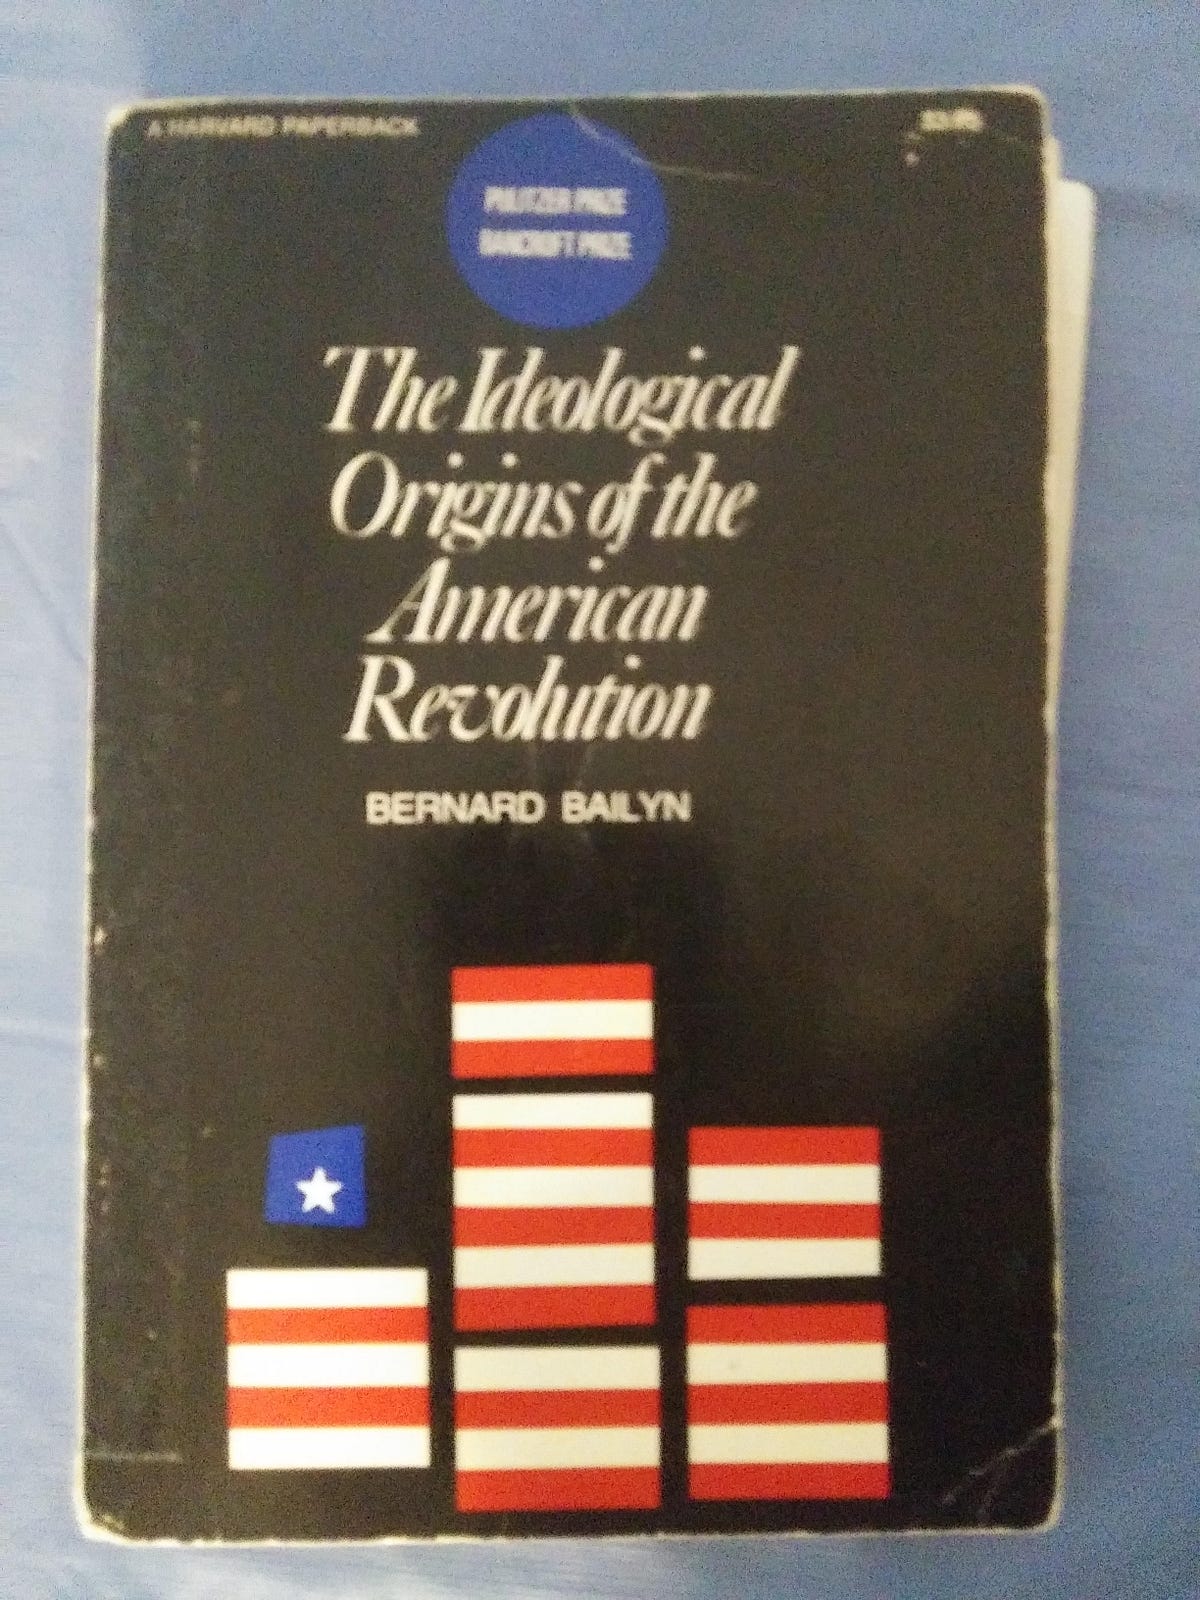 A HARVARD PAPERBACK
PULITZER PRIZE
BANCROFT PRIZE
The Ideological
Origins of the
American
Revolution
BERNARD BAILYN